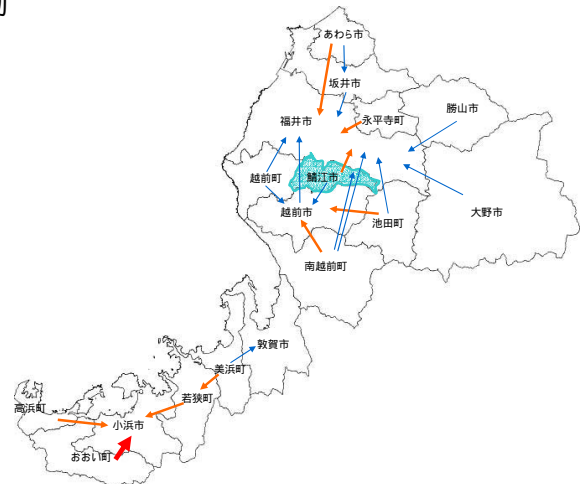 あわら市
坂井市
福井市
永平寺町
勝山市
越前町
鯖江市
越前市
池田町
大野市
南越前町
敦賀市
美浜町
若狭町
高浜町
小浜市
おおい町